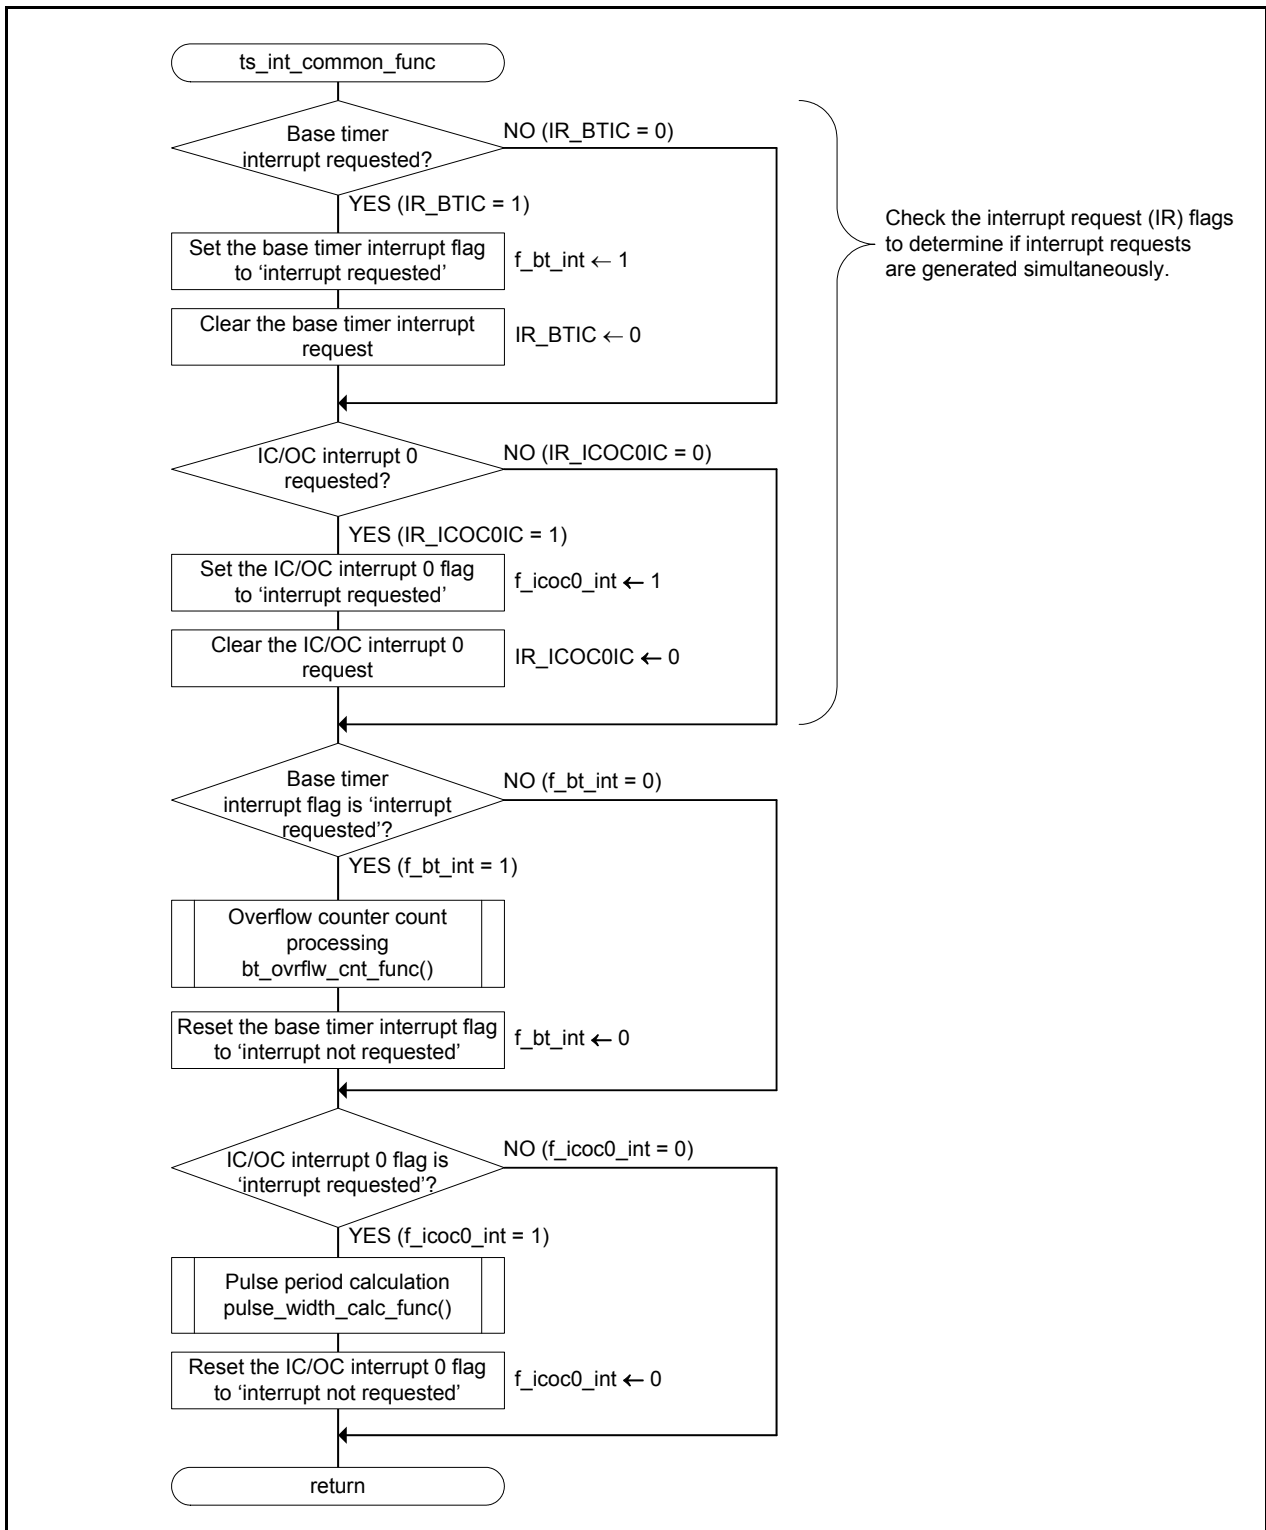 ts_int_common_func
Base timer
interrupt requested?
NO (IR_BTIC = 0)
YES (IR_BTIC = 1)
Set the base timer interrupt flag
to ‘interrupt requested’
f_bt_int ← 1
Clear the base timer interrupt
request
IR_BTIC ← 0
Check the interrupt request (IR) flags
to determine if interrupt requests
are generated simultaneously.
IC/OC interrupt 0
requested?
NO (IR_ICOC0IC = 0)
YES (IR_ICOC0IC = 1)
Set the IC/OC interrupt 0 flag
to ‘interrupt requested’
f_icoc0_int ← 1
Clear the IC/OC interrupt 0
request
IR_ICOC0IC ← 0
Base timer
interrupt flag is ‘interrupt
requested’?
NO (f_bt_int = 0)
YES (f_bt_int = 1)
Overflow counter count
processing
bt_ovrflw_cnt_func()
Reset the base timer interrupt flag
to ‘interrupt not requested’
f_bt_int ← 0
IC/OC interrupt 0 flag is
‘interrupt requested’?
NO (f_icoc0_int = 0)
YES (f_icoc0_int = 1)
Pulse period calculation
pulse_width_calc_func()
Reset the IC/OC interrupt 0 flag
to ‘interrupt not requested’
f_icoc0_int ← 0
return